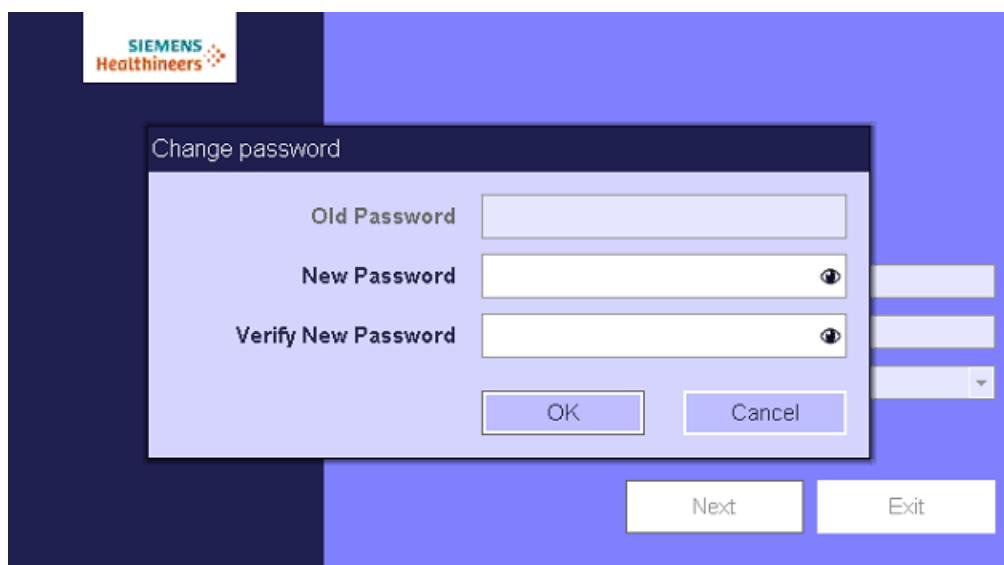 SIEMENS
Healthineers
Change password
Old Password
New Password
Verify New Password
OK Cancel
Next Exit